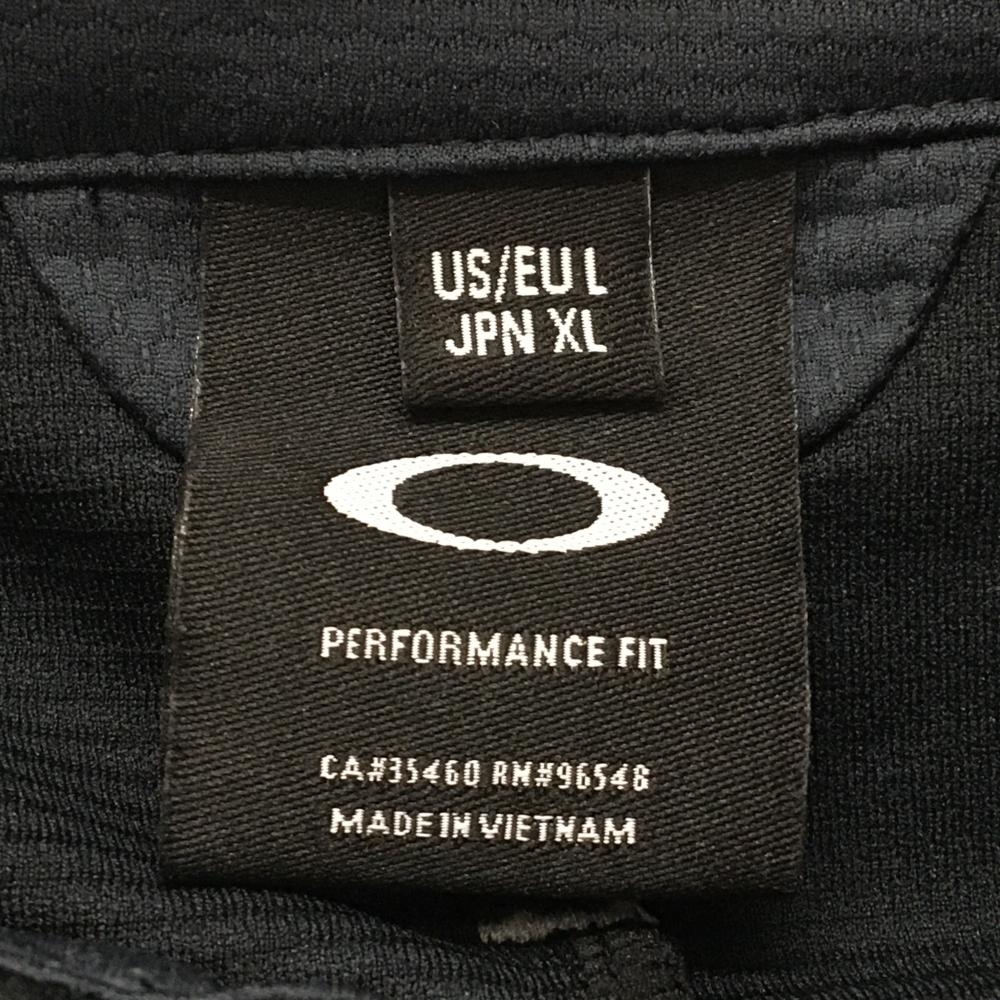 US/EU L
JPN XL
PERFORMANCE FIT
CA#35460 RN#96548
MADE IN VIETNAM